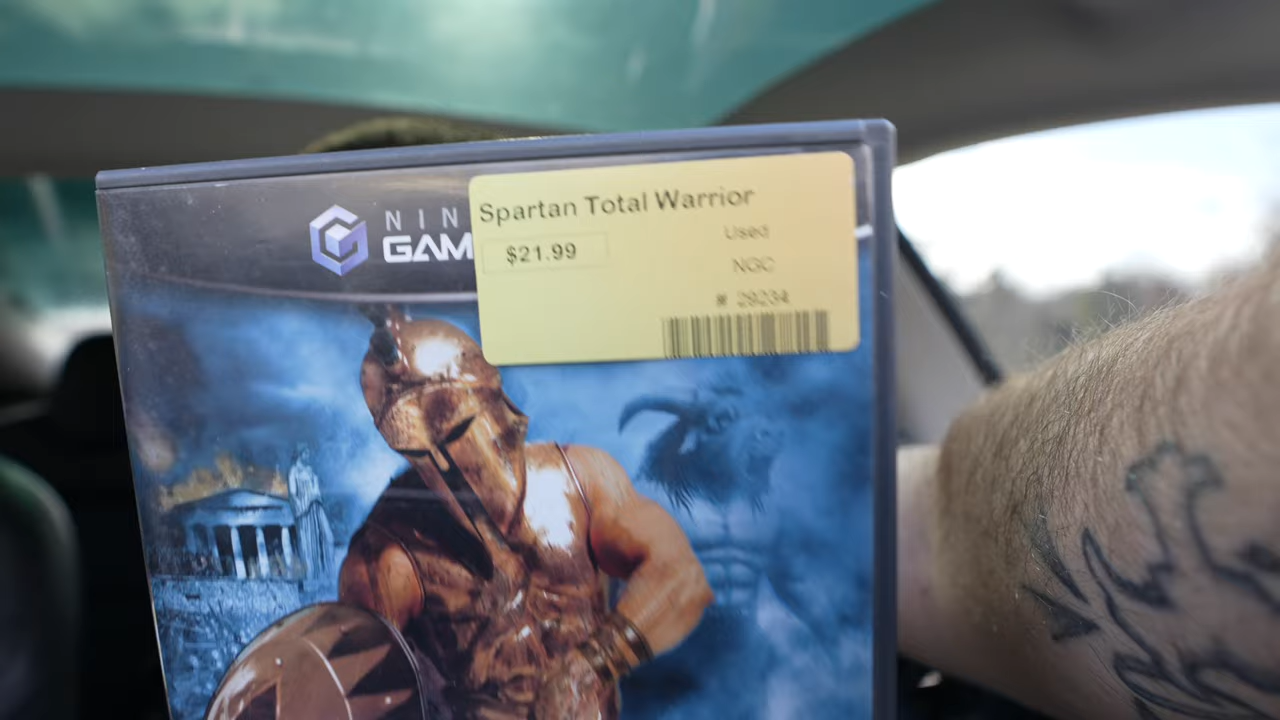 NIN
GAM
Spartan Total Warrior
$21.99
Used
NGC
# 29234